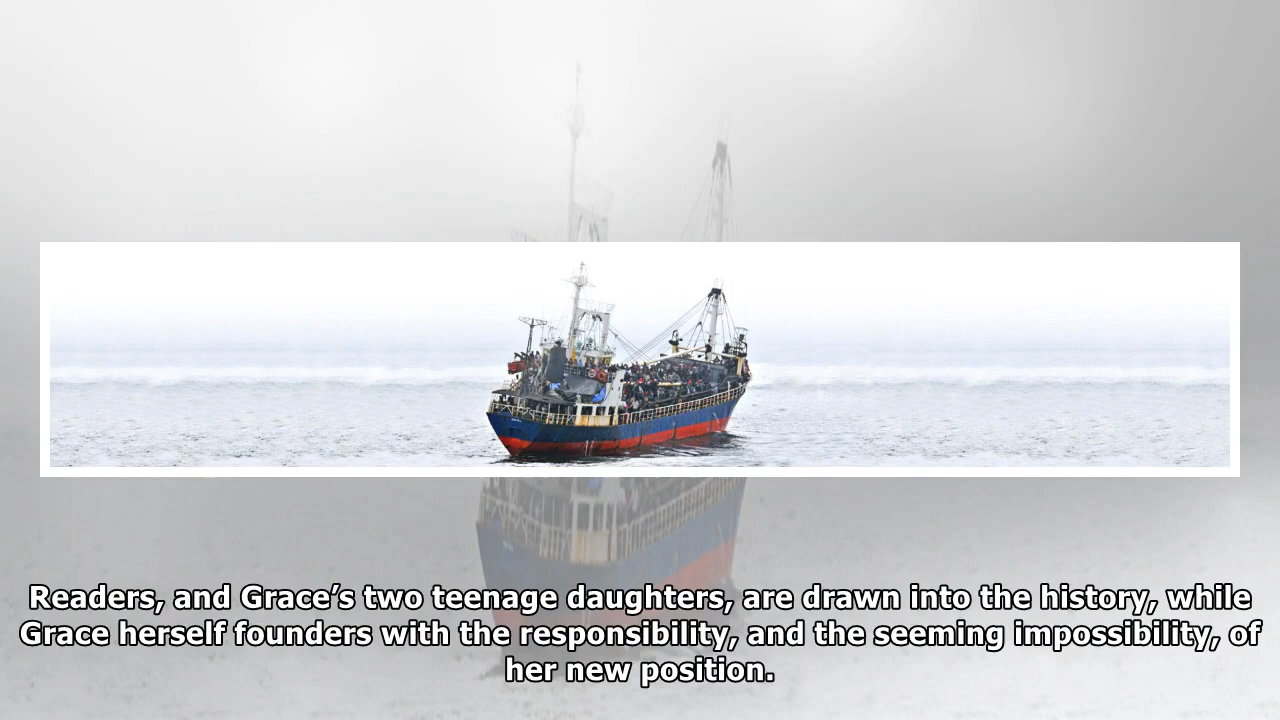 Readers, and Grace’s two teenage daughters, are drawn into the history, while
Grace herself founders with the responsibility, and the seeming impossibility, of
her new position.